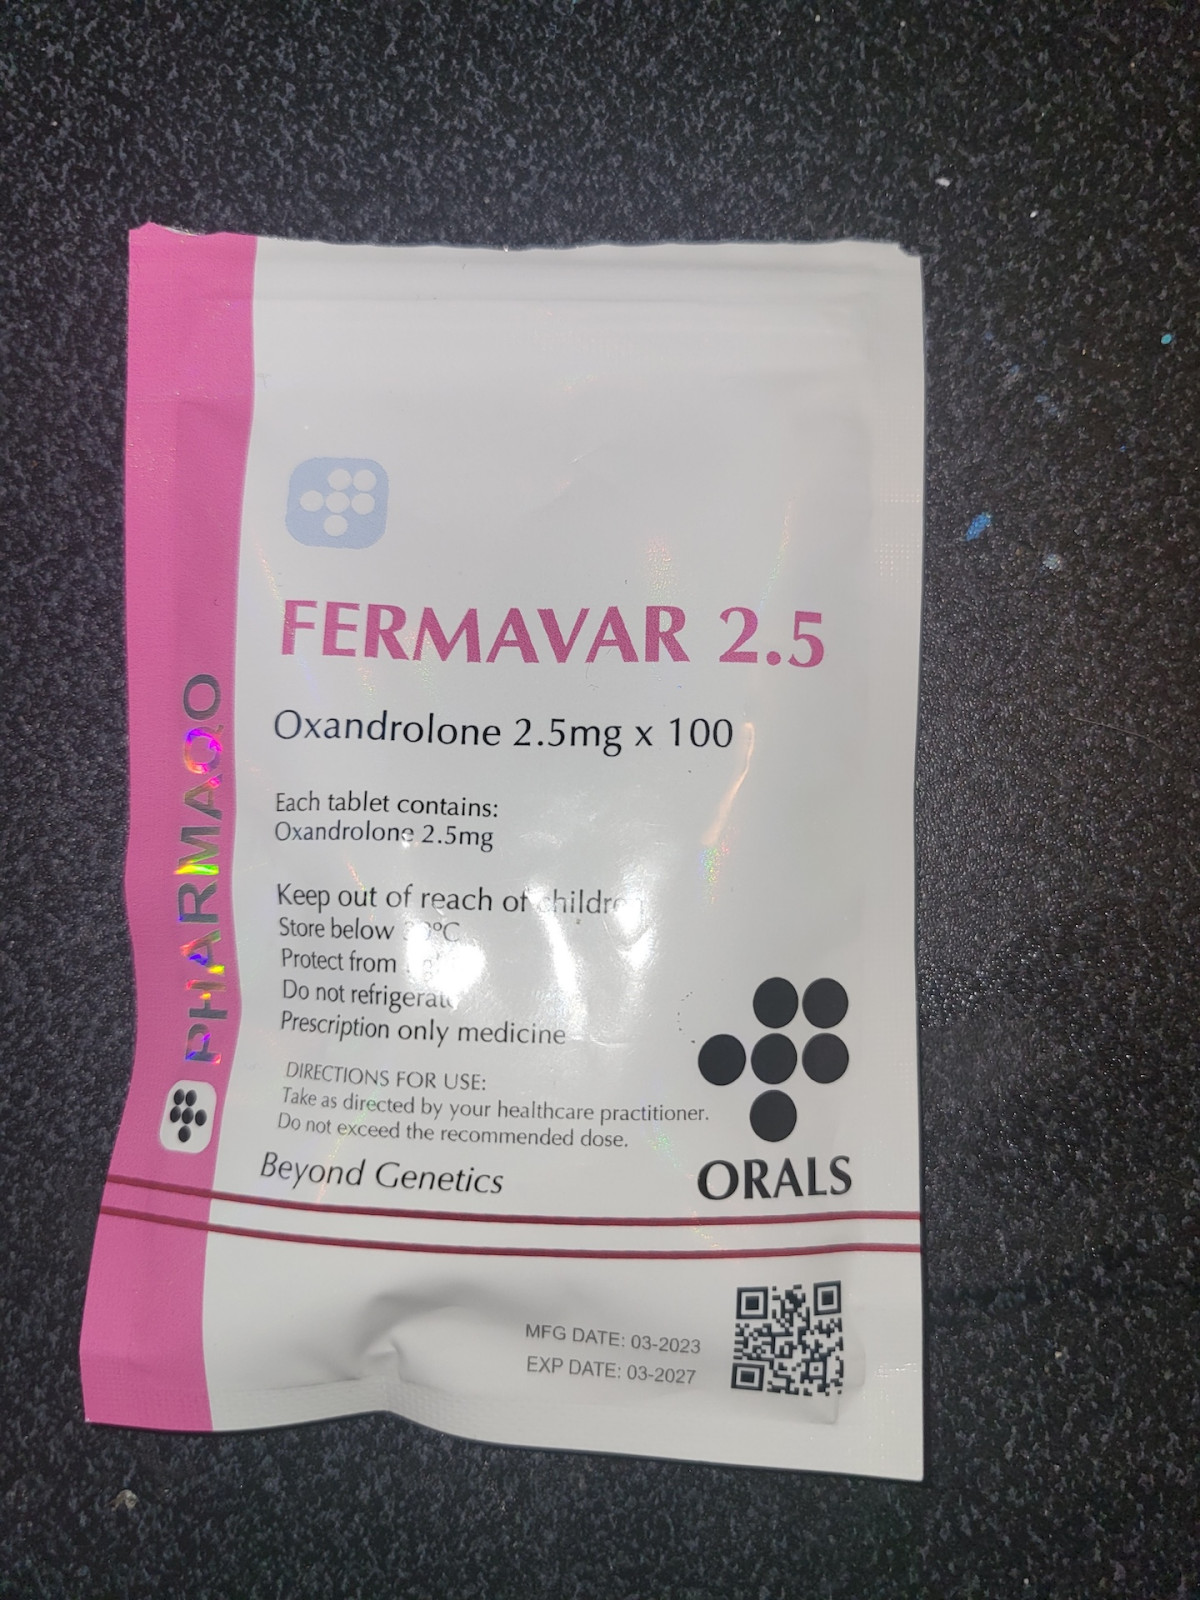 FERMAVAR 2.5
Oxandrolone 2.5mg x 100
Each tablet contains:
Oxandrolone 2.5mg
Keep out of reach of
Store below
Protect from
Do not refrigerate
Prescription only medicine
DIRECTIONS FOR USE:
Take as directed by your healthcare practitioner.
Do not exceed the recommended dose.
Beyond Genetics
ORALS
MFG DATE: 03-2023
EXP DATE: 03-2027
PHARMAQO